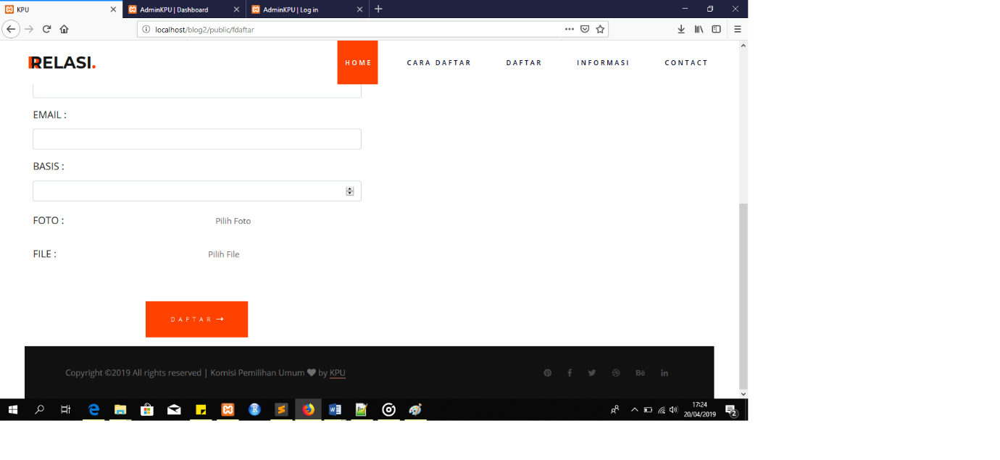 KPU
AdminKPU | Dashboard
AdminKPU | Log in
localhost/blog2/public/fdaftar
RELASI.
HOME
CARA DAFTAR
DAFTAR
INFORMASI
CONTACT
EMAIL :
BASIS :
FOTO :
Pilih Foto
FILE :
Pilih File
DAFTAR
Copyright ©2019 All rights reserved | Komisi Pemilihan Umum ♥ by KPU
17:24
20/04/2019
2